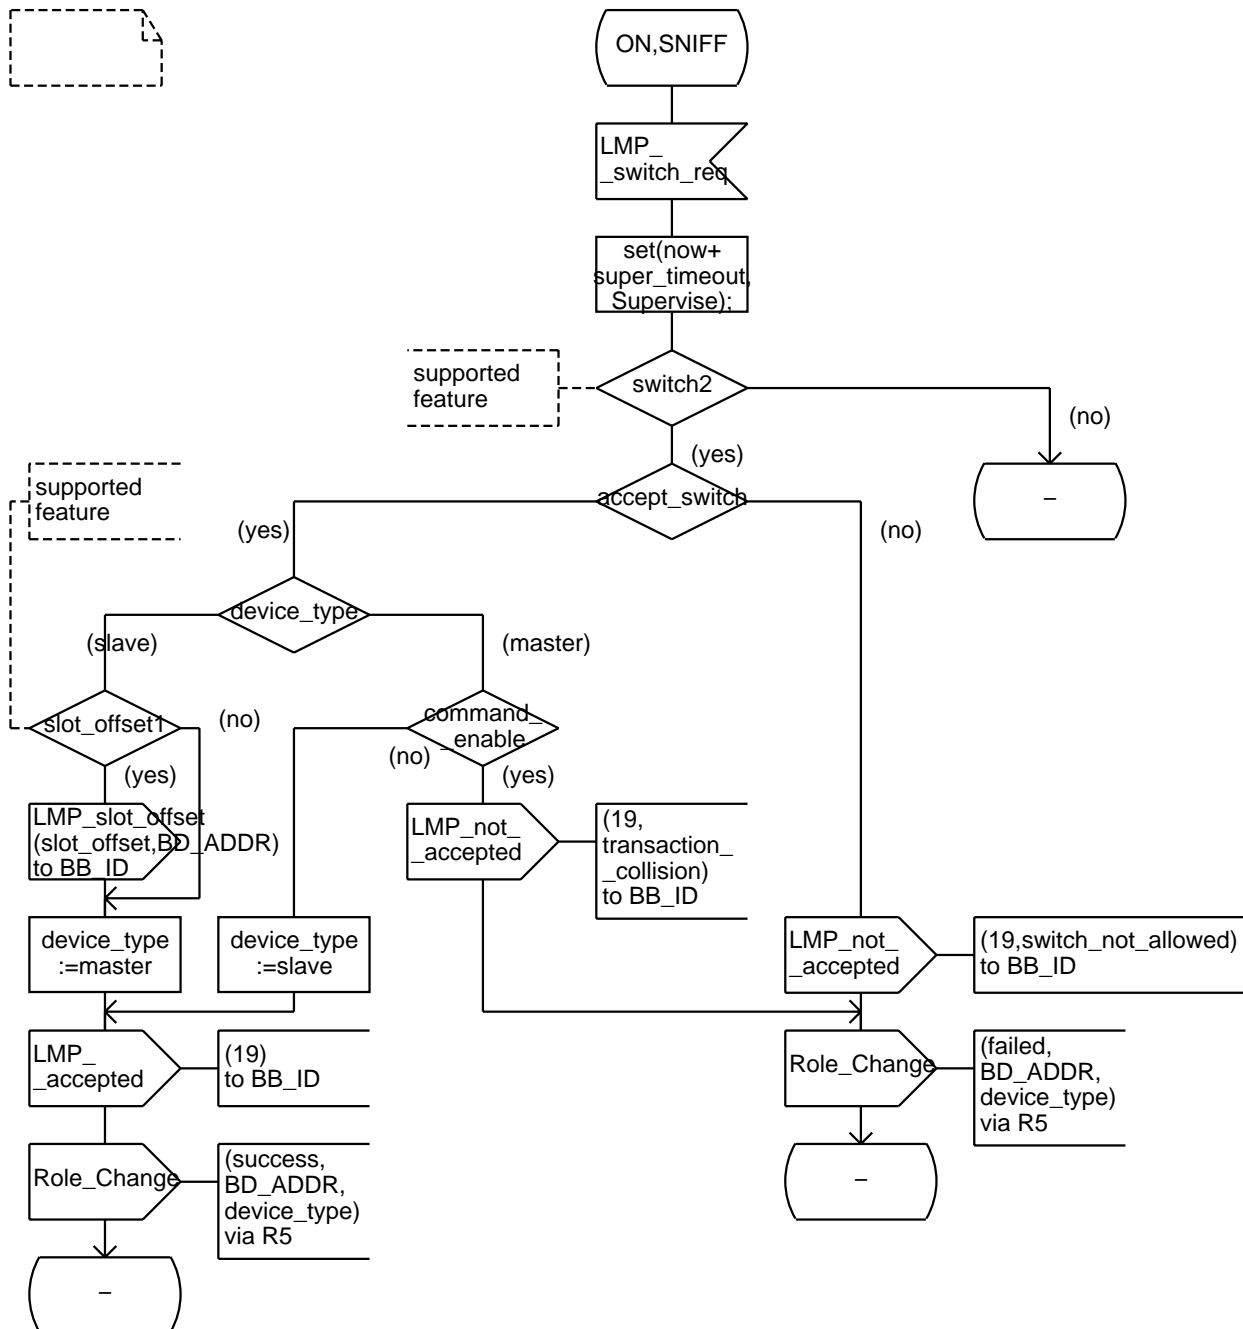 ON,SNIFF
LMP_
_switch_req
set(now+
super_timeout,
Supervise);
supported
feature
switch2
(no)
(yes)
–
supported
feature
accept_switch
(yes)
(no)
device_type
(slave)
(master)
slot_offset1
(no)
command_
_enable
(no)
(yes)
(yes)
LMP_slot_offset
(slot_offset,BD_ADDR)
to BB_ID
LMP_not_
_accepted
(19,
transaction_
_collision)
to BB_ID
device_type
:=master
device_type
:=slave
LMP_not_
_accepted
(19,switch_not_allowed)
to BB_ID
LMP_
_accepted
(19)
to BB_ID
Role_Change
(failed,
BD_ADDR,
device_type)
via R5
Role_Change
(success,
BD_ADDR,
device_type)
via R5
–
–